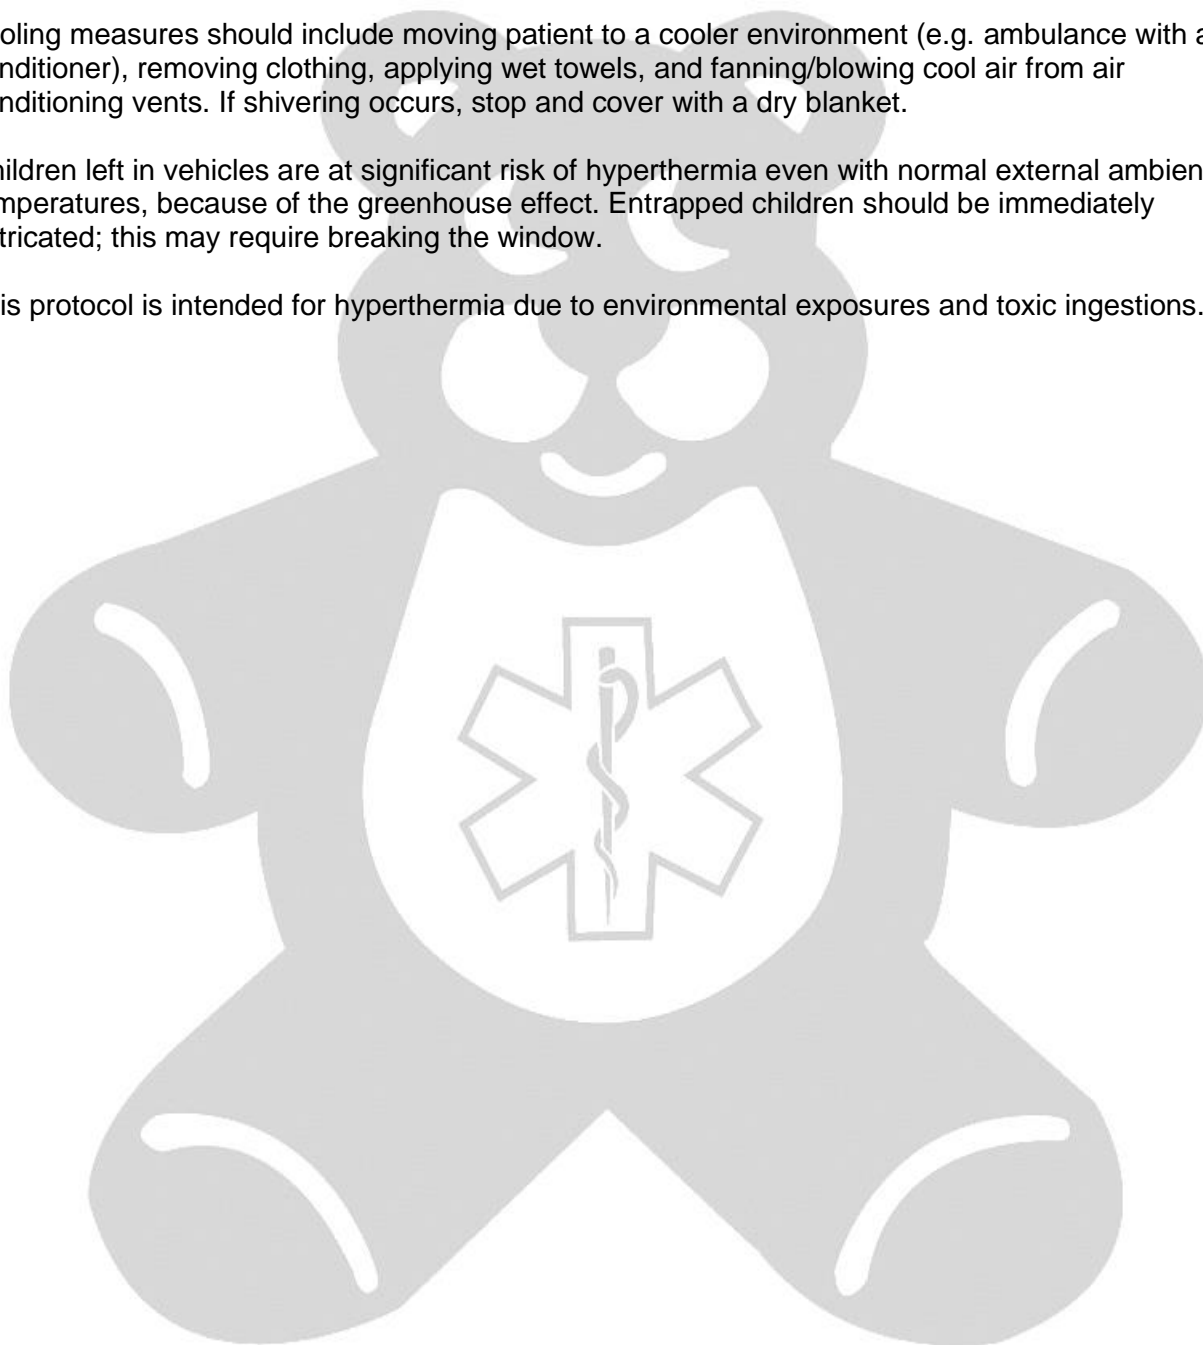 oling measures should include moving patient to a cooler environment (e.g. ambulance with a
nditioner), removing clothing, applying wet towels, and fanning/blowing cool air from air
nditioning vents. If shivering occurs, stop and cover with a dry blanket.
hildren left in vehicles are at significant risk of hyperthermia even with normal external ambien
mperatures, because of the greenhouse effect. Entrapped children should be immediately
tricated; this may require breaking the window.
is protocol is intended for hyperthermia due to environmental exposures and toxic ingestions.